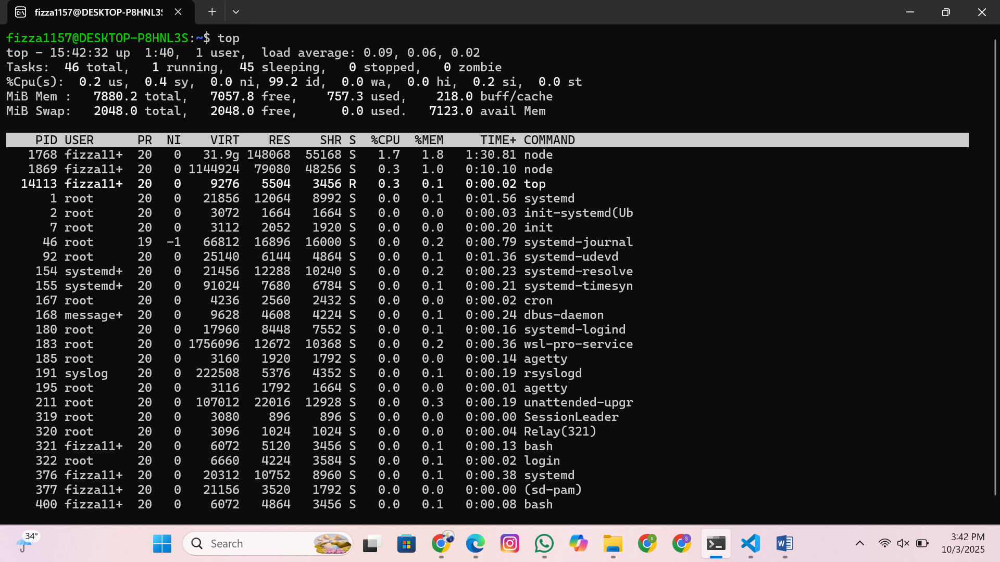 fizza1157@DESKTOP-P8HNL3S
fizza1157@DESKTOP-P8HNL3S:~$ top
top - 15:42:32 up  1:40,  1 user,  load average: 0.09, 0.06, 0.02
Tasks:  46 total,   1 running,  45 sleeping,   0 stopped,   0 zombie
%Cpu(s):  0.2 us,  0.4 sy,  0.0 ni, 99.2 id,  0.0 wa,  0.0 hi,  0.2 si,  0.0 st
MiB Mem :   7880.2 total,   7057.8 free,    757.3 used,    218.0 buff/cache
MiB Swap:   2048.0 total,   2048.0 free,      0.0 used.   7123.0 avail Mem
PID USER      PR  NI    VIRT    RES    SHR S  %CPU  %MEM     TIME+ COMMAND
1768 fizza11+  20   0   31.9g 148068  55168 S   1.7   1.8   1:30.81 node
1869 fizza11+  20   0 1144924  79080  48256 S   0.3   1.0   0:10.10 node
14113 fizza11+  20   0    9276   5504   3456 R   0.3   0.1   0:00.02 top
1 root      20   0   21856  12064   8992 S   0.0   0.1   0:01.56 systemd
2 root      20   0    3072   1664   1664 S   0.0   0.0   0:00.03 init-systemd(Ub
7 root      20   0    3112   2052   1920 S   0.0   0.0   0:00.20 init
46 root      19  -1   66812  16896  16000 S   0.0   0.2   0:00.79 systemd-journal
92 root      20   0   25140   6144   4864 S   0.0   0.1   0:01.36 systemd-udevd
154 systemd+  20   0   21456  12288  10240 S   0.0   0.2   0:00.23 systemd-resolve
155 systemd+  20   0   91024   7680   6784 S   0.0   0.1   0:00.21 systemd-timesyn
167 root      20   0    4236   2560   2432 S   0.0   0.0   0:00.02 cron
168 message+  20   0    9628   4608   4224 S   0.0   0.1   0:00.24 dbus-daemon
180 root      20   0   17960   8448   7552 S   0.0   0.1   0:00.16 systemd-logind
183 root      20   0 1756096  12672  10368 S   0.0   0.2   0:00.36 wsl-pro-service
185 root      20   0    3160   1920   1792 S   0.0   0.0   0:00.14 agetty
191 syslog    20   0  222508   5376   4352 S   0.0   0.1   0:00.19 rsyslogd
195 root      20   0    3116   1792   1664 S   0.0   0.0   0:00.01 agetty
211 root      20   0  107012  22016  12928 S   0.0   0.3   0:00.19 unattended-upgr
319 root      20   0    3080    896    896 S   0.0   0.0   0:00.00 SessionLeader
320 root      20   0    3096   1024   1024 S   0.0   0.0   0:00.04 Relay(321)
321 fizza11+  20   0    6072   5120   3456 S   0.0   0.1   0:00.13 bash
322 root      20   0    6660   4224   3584 S   0.0   0.1   0:00.02 login
376 fizza11+  20   0   20312  10752   8960 S   0.0   0.1   0:00.38 systemd
377 fizza11+  20   0   21156   3520   1792 S   0.0   0.0   0:00.00 (sd-pam)
400 fizza11+  20   0    6072   4864   3456 S   0.0   0.1   0:00.08 bash
34°
Search
3:42 PM
10/3/2025